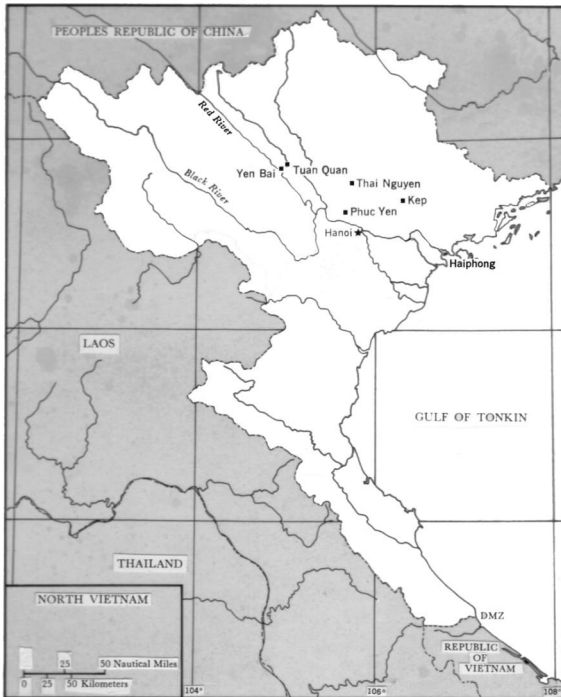 PEOPLES REPUBLIC OF CHINA
Red River
Tuan Quan
Yen Bai
Black River
Thai Nguyen
Kep
Phuc Yen
Hanoi
Haiphong
LAOS
GULF OF TONKIN
THAILAND
NORTH VIETNAM
DMZ
REPUBLIC
OF
VIETNAM
25 50 Nautical Miles
0 25 50 Kilometers
104°
106°
108°